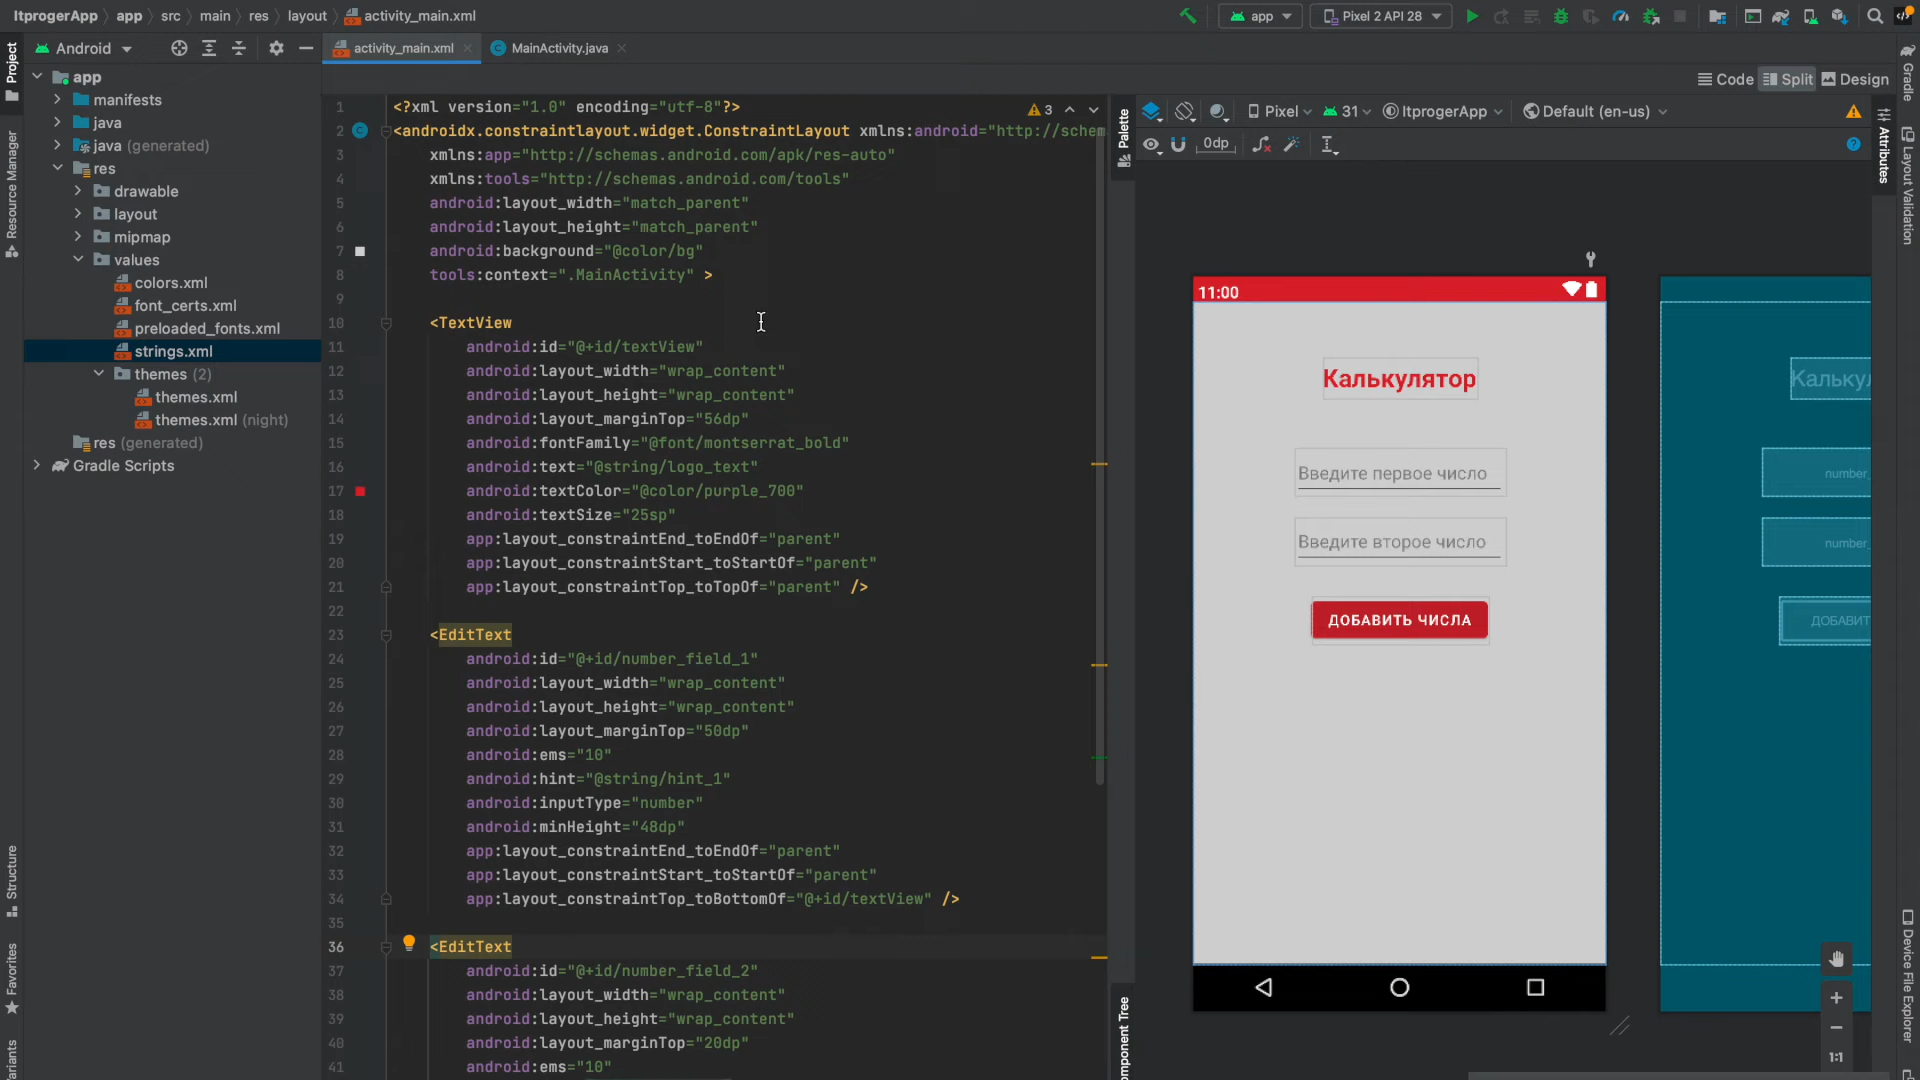 ItprogerApp app src main res layout activity_main.xml
app Pixel 2 API 28
Android
activity_main.xml MainActivity.java
Code Split Design
Project
Resource Manager
Structure
Favorites
app
manifests
java
java (generated)
res
drawable
layout
mipmap
values
colors.xml
font_certs.xml
preloaded_fonts.xml
strings.xml
themes (2)
themes.xml
themes.xml (night)
res (generated)
Gradle Scripts
3
1 <?xml version="1.0" encoding="utf-8"?>
2 <androidx.constraintlayout.widget.ConstraintLayout xmlns:android="http://schem
3 xmlns:app="http://schemas.android.com/apk/res-auto"
4 xmlns:tools="http://schemas.android.com/tools"
5 android:layout_width="match_parent"
6 android:layout_height="match_parent"
7 android:background="@color/bg"
8 tools:context=".MainActivity" >
9
10 <TextView
11 android:id="@+id/textView"
12 android:layout_width="wrap_content"
13 android:layout_height="wrap_content"
14 android:layout_marginTop="56dp"
15 android:fontFamily="@font/montserrat_bold"
16 android:text="@string/logo_text"
17 android:textColor="@color/purple_700"
18 android:textSize="25sp"
19 app:layout_constraintEnd_toEndOf="parent"
20 app:layout_constraintStart_toStartOf="parent"
21 app:layout_constraintTop_toTopOf="parent" />
22
23 <EditText
24 android:id="@+id/number_field_1"
25 android:layout_width="wrap_content"
26 android:layout_height="wrap_content"
27 android:layout_marginTop="50dp"
28 android:ems="10"
29 android:hint="@string/hint_1"
30 android:inputType="number"
31 android:minHeight="48dp"
32 app:layout_constraintEnd_toEndOf="parent"
33 app:layout_constraintStart_toStartOf="parent"
34 app:layout_constraintTop_toBottomOf="@+id/textView" />
35
36 <EditText
37 android:id="@+id/number_field_2"
38 android:layout_width="wrap_content"
39 android:layout_height="wrap_content"
40 android:layout_marginTop="20dp"
41 android:ems="10"
Palette
Pixel 31 ItprogerApp Default (en-us)
0dp
11:00
Калькулятор
Введите первое число
Введите второе число
ДОБАВИТЬ ЧИСЛА
Кальку
number_
number_
ДОБАВИТ
1:1
Gradle
Attributes
Layout Validation
Device File Explorer